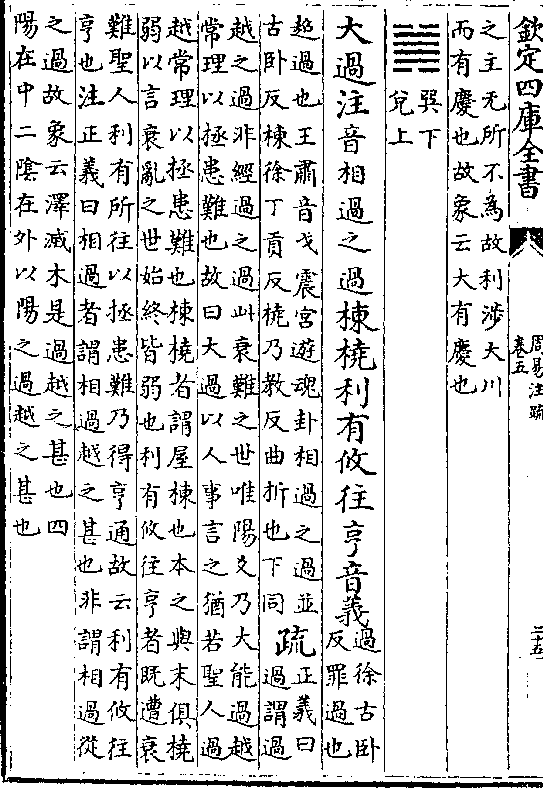 欽定四庫全書
周易注疏
卷五
二十五
之主无所不為故利涉大川
而有慶也故象云大有慶也
巽下
兌上
大過注音相過之過棟橈利有攸往亨音義
過徐古卧
反罪過也
超過也王肅音戈震宮遊魂卦相過之過並
古卧反棟徐丁貢反橈乃教反曲折也下同
疏
正義曰
過謂過
越之過非經過之過此衰難之世唯陽爻乃大能過越
常理以拯患難也故曰大過以人事言之猶若聖人過
越常理以拯患難也棟橈者謂屋棟也本之與末俱橈
弱以言衰亂之世始終皆弱也利有攸往亨者既遭衰
難聖人利有所往以拯患難乃得亨通故云利有攸往
亨也注正義曰相過者謂相過越之甚也非謂相過從
之過故象云澤滅木是過越之甚也四
陽在中二陰在外以陽之過越之甚也